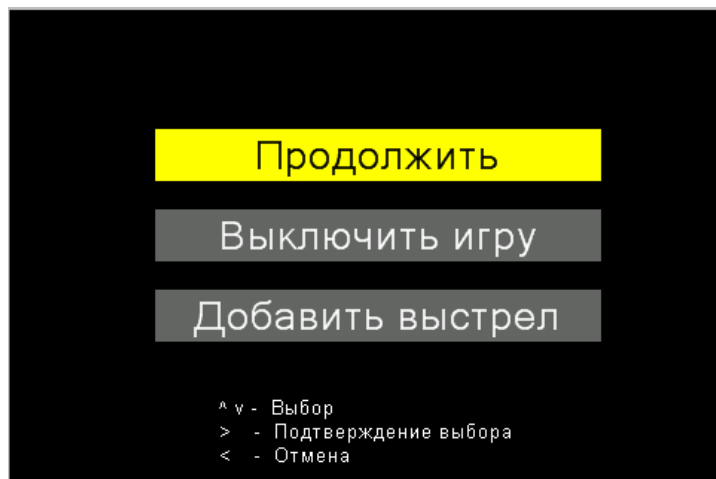 Продолжить
Выключить игру
Добавить выстрел
^ v - Выбор
> - Подтверждение выбора
< - Отмена